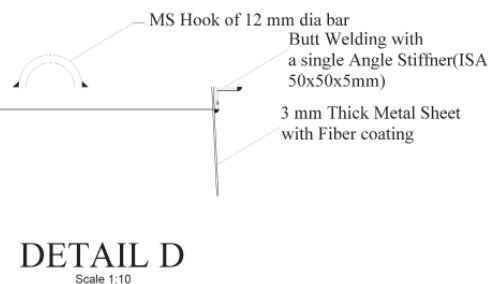 MS Hook of 12 mm dia bar
Butt Welding with
a single Angle Stiffner(ISA
50x50x5mm)
3 mm Thick Metal Sheet
with Fiber coating
DETAIL D
Scale 1:10